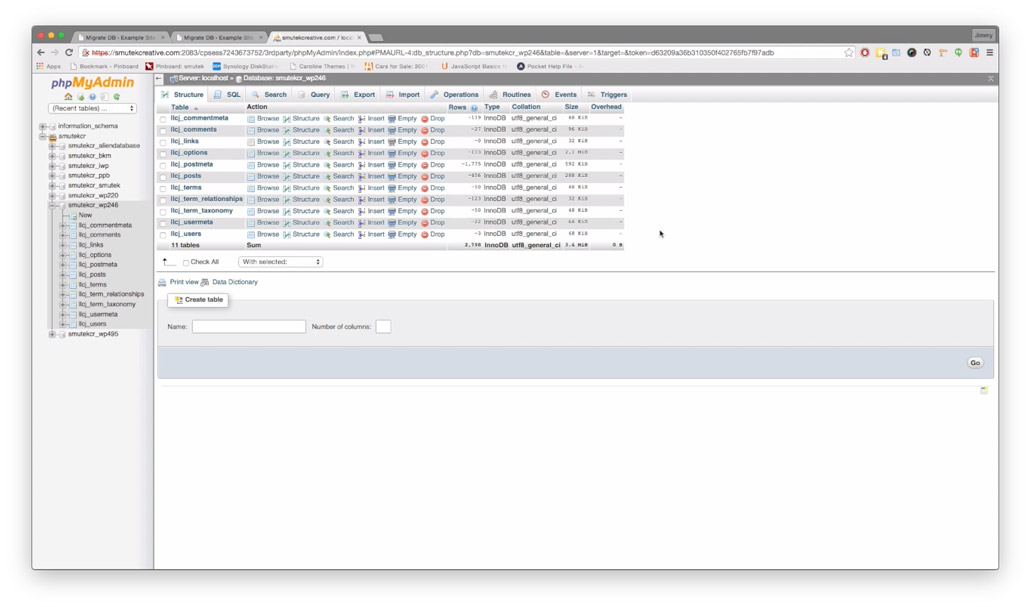 Migrate DB - Example Site
Migrate DB - Example Site
smutekcreative.com / loca
Jimmy
https://smutekcreative.com:2083/cpsess7243673752/3rdparty/phpMyAdmin/index.php#PMAURL-4:db_structure.php?db=smutekcr_wp246&table=&server=1&target=&token=d63209a36b310350f402765fb7f97adb
Apps Bookmark - Pinboard Pinboard: smutek Synology DiskStati Caroline Themes | Cars for Sale: 200 JavaScript Basics f Pocket Help File -
phpMyAdmin
(Recent tables) ...
information_schema
smutekcr
smutekcr_aliendatabase
smutekcr_bkm
smutekcr_iwp
smutekcr_ppb
smutekcr_smutek
smutekcr_wp220
smutekcr_wp246
New
llcj_commentmeta
llcj_comments
llcj_links
llcj_options
llcj_postmeta
llcj_posts
llcj_terms
llcj_term_relationships
llcj_term_taxonomy
llcj_usermeta
llcj_users
smutekcr_wp495
Server: localhost » Database: smutekcr_wp246
Structure SQL Search Query Export Import Operations Routines Events Triggers
Table Action Rows Type Collation Size Overhead
llcj_commentmeta Browse Structure Search Insert Empty Drop ~119 InnoDB utf8_general_ci 48 KiB -
llcj_comments Browse Structure Search Insert Empty Drop ~27 InnoDB utf8_general_ci 96 KiB -
llcj_links Browse Structure Search Insert Empty Drop ~0 InnoDB utf8_general_ci 32 KiB -
llcj_options Browse Structure Search Insert Empty Drop InnoDB utf8_general_ci 2.1 MiB -
llcj_postmeta Browse Structure Search Insert Empty Drop ~1,775 InnoDB utf8_general_ci KiB -
llcj_posts Browse Structure Search Insert Empty Drop ~456 InnoDB utf8_general_ci KiB -
llcj_terms Browse Structure Search Insert Empty Drop ~50 InnoDB utf8_general_ci 48 KiB -
llcj_term_relationships Browse Structure Search Insert Empty Drop ~123 InnoDB utf8_general_ci 32 KiB -
llcj_term_taxonomy Browse Structure Search Insert Empty Drop ~50 InnoDB utf8_general_ci 48 KiB -
llcj_usermeta Browse Structure Search Insert Empty Drop InnoDB utf8_general_ci KiB -
llcj_users Browse Structure Search Insert Empty Drop ~3 InnoDB utf8_general_ci 48 KiB -
11 tables Sum 2,798 InnoDB utf8_general_ci 3.4 MiB 0 B
Check All With selected:
Print view Data Dictionary
Create table
Name: Number of columns:
Go